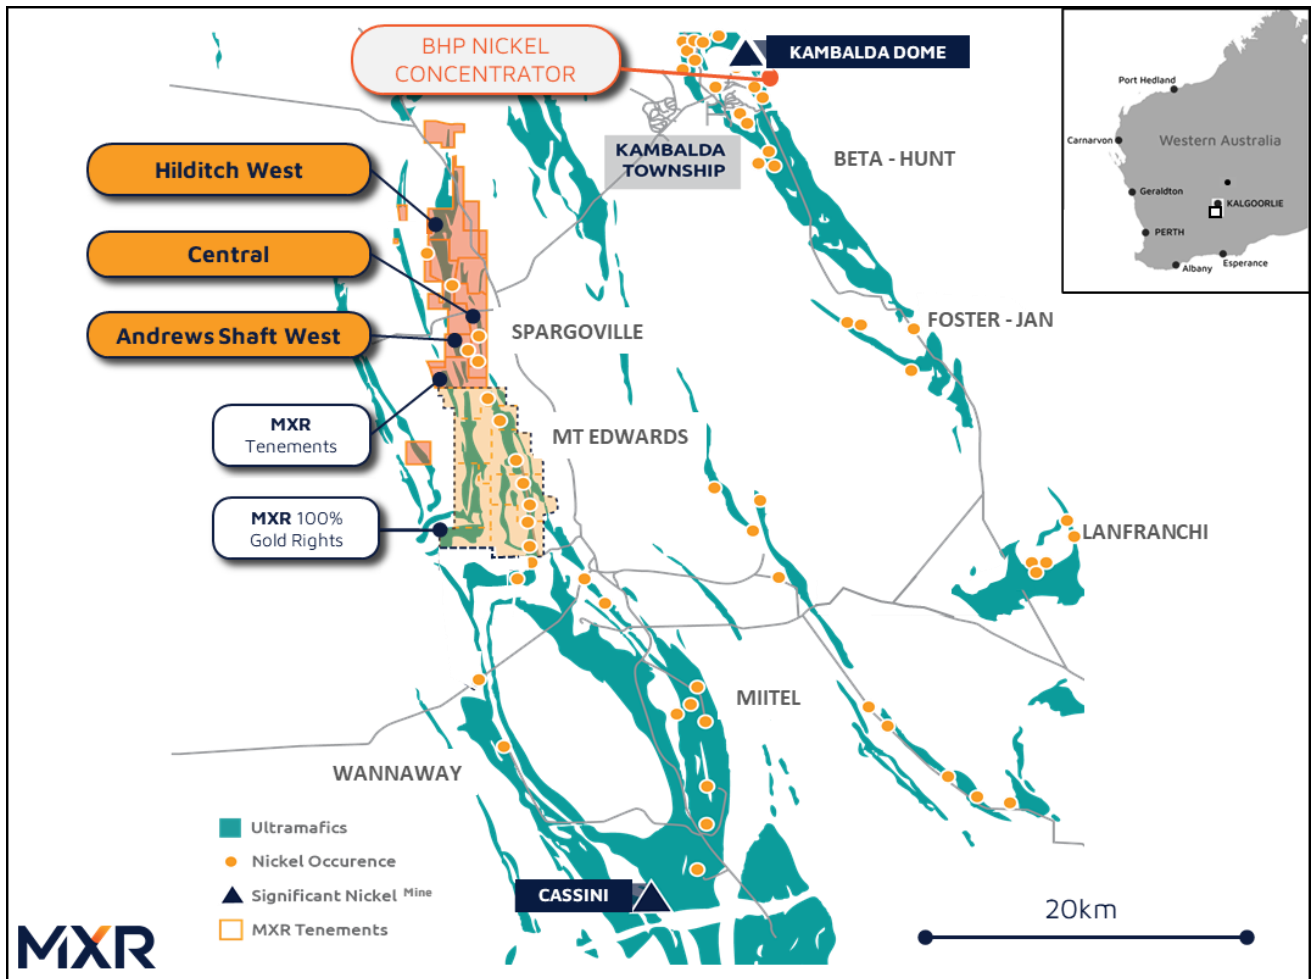 BHP NICKEL
CONCENTRATOR
KAMBALDA DOME
Hilditch West
Central
Andrews Shaft West
MXR
Tenements
MXR 100%
Gold Rights
KAMBALDA
TOWNSHIP
BETA - HUNT
SPARGOVILLE
FOSTER - JAN
MT EDWARDS
LANFRANCHI
MIITEL
WANNAWAY
CASSINI
Port Hedland
Carnarvon
Western Australia
Geraldton
KALGOORLIE
PERTH
Albany
Esperance
Ultramafics
Nickel Occurence
Significant Nickel Mine
MXR Tenements
20km
MXR